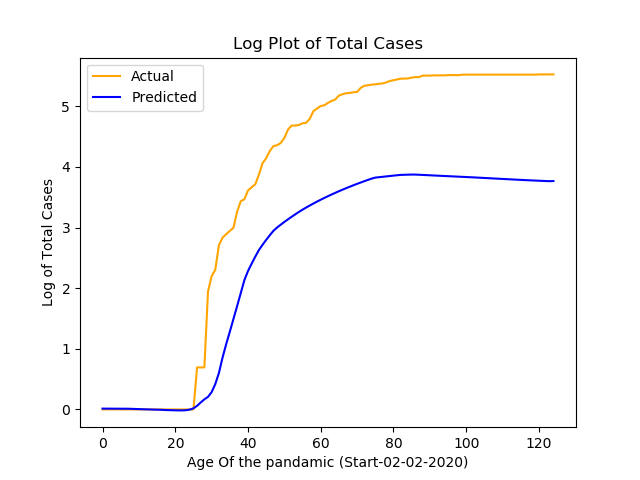 Log Plot of Total Cases
Actual
Predicted
Log of Total Cases
5
4
3
2
1
0
0 20 40 60 80 100 120
Age Of the pandamic (Start-02-02-2020)